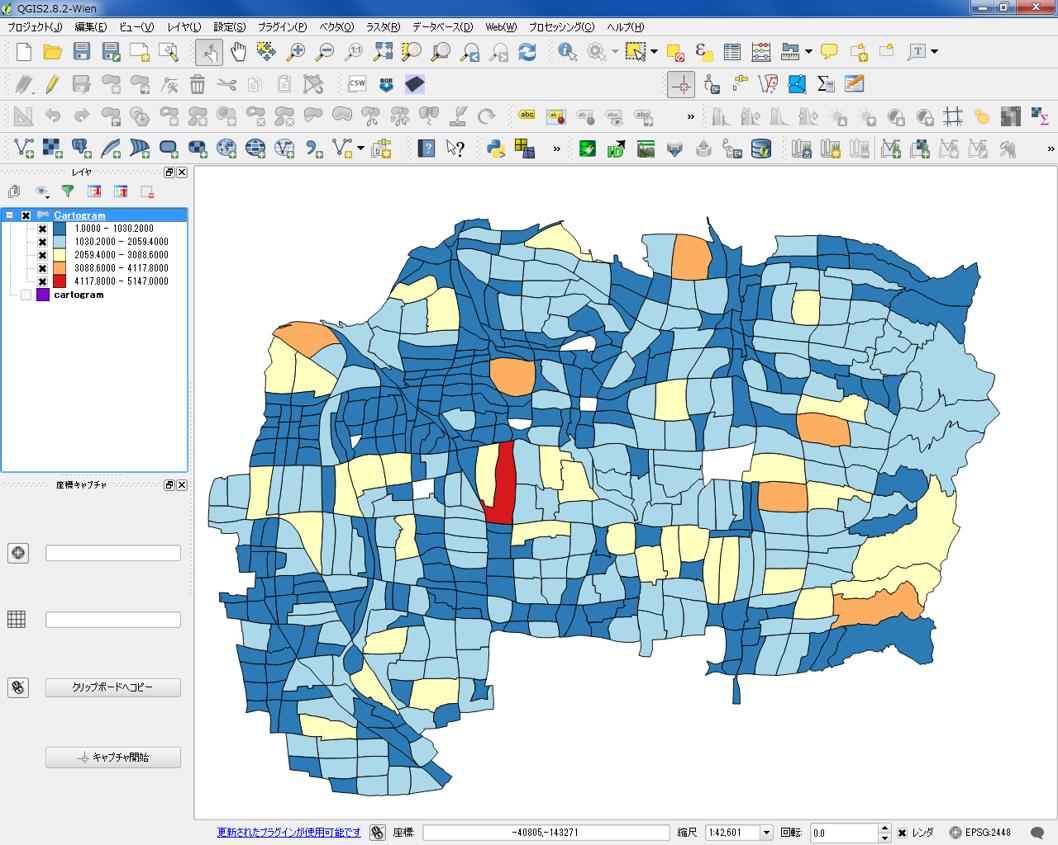 QGIS2.8.2-Wien
プロジェクト(J) 編集(E) ビュー(V) レイヤ(L) 設定(S) プラグイン(P) ベクタ(O) ラスタ(R) データベース(D) Web(W) プロセッシング(C) ヘルプ(H)
CSW
abc
レイヤ
Cartogram
1.0000 - 1030.2000
1030.2000 - 2059.4000
2059.4000 - 3088.6000
3088.6000 - 4117.8000
4117.8000 - 5147.0000
cartogram
座標キャプチャ
クリップボードへコピー
キャプチャ開始
更新されたプラグインが使用可能です 座標: -40805,-143271 縮尺 1:42,601 回転: 0.0 レンダ EPSG:2448